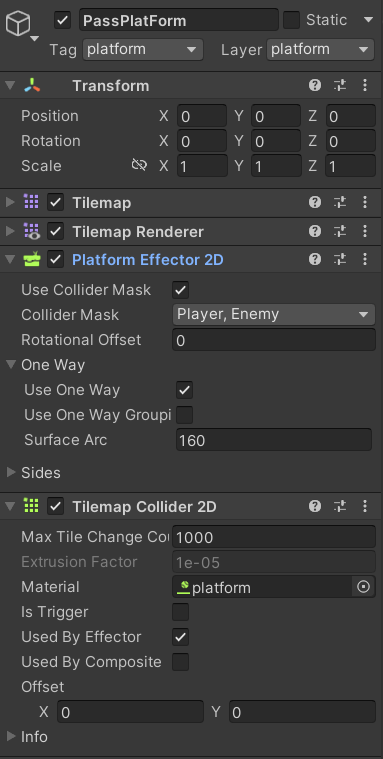 PassPlatForm Static
Tag platform Layer platform
Transform
Position X 0 Y 0 Z 0
Rotation X 0 Y 0 Z 0
Scale X 1 Y 1 Z 1
Tilemap
Tilemap Renderer
Platform Effector 2D
Use Collider Mask
Collider Mask Player, Enemy
Rotational Offset 0
One Way
Use One Way
Use One Way Groupi
Surface Arc 160
Sides
Tilemap Collider 2D
Max Tile Change Cou 1000
Extrusion Factor 1e-05
Material platform
Is Trigger
Used By Effector
Used By Composite
Offset
X 0 Y 0
Info